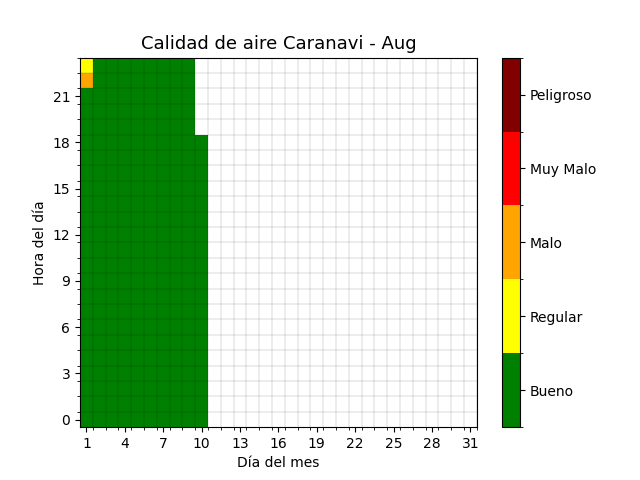 Calidad de aire Caranavi - Aug
Hora del día
21
18
15
12
9
6
3
0
1 4 7 10 13 16 19 22 25 28 31
Día del mes
Peligroso
Muy Malo
Malo
Regular
Bueno